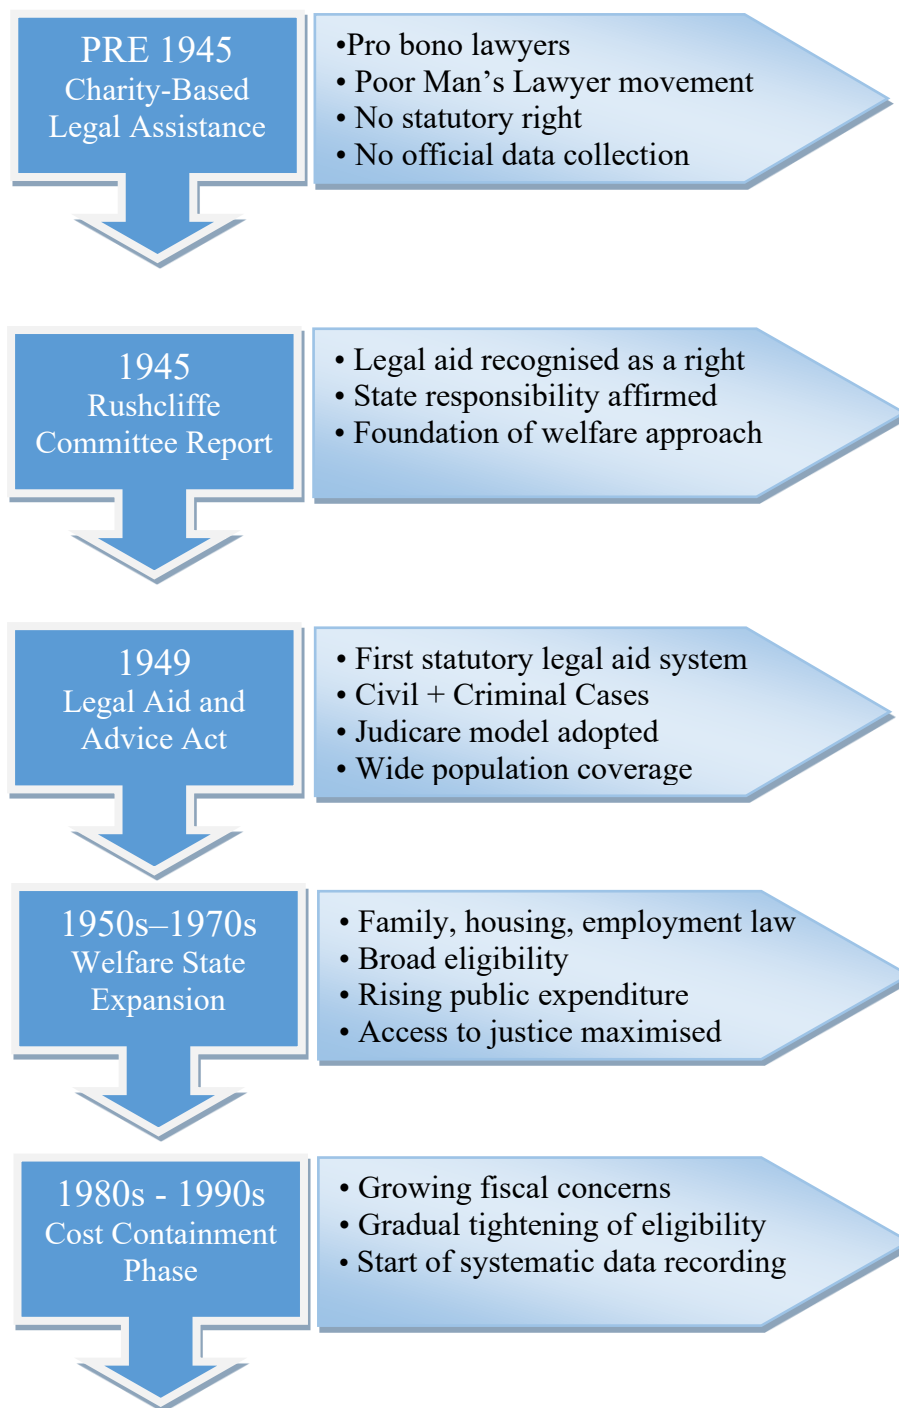 PRE 1945
Charity-Based
Legal Assistance
•Pro bono lawyers
• Poor Man’s Lawyer movement
• No statutory right
• No official data collection
1945
Rushcliffe
Committee Report
• Legal aid recognised as a right
• State responsibility affirmed
• Foundation of welfare approach
1949
Legal Aid and
Advice Act
• First statutory legal aid system
• Civil + Criminal Cases
• Judicare model adopted
• Wide population coverage
1950s–1970s
Welfare State
Expansion
• Family, housing, employment law
• Broad eligibility
• Rising public expenditure
• Access to justice maximised
1980s - 1990s
Cost Containment
Phase
• Growing fiscal concerns
• Gradual tightening of eligibility
• Start of systematic data recording